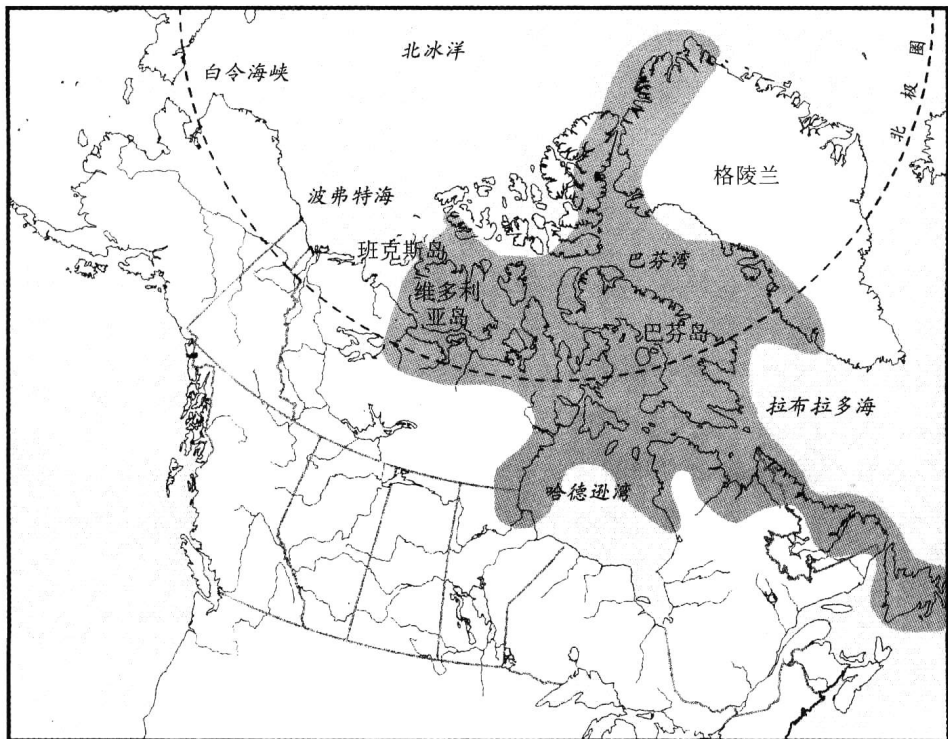 北冰洋
白令海峡
北极圈
格陵兰
波弗特海
班克斯岛
巴芬湾
维多利
亚岛
巴芬岛
拉布拉多海
哈德逊湾